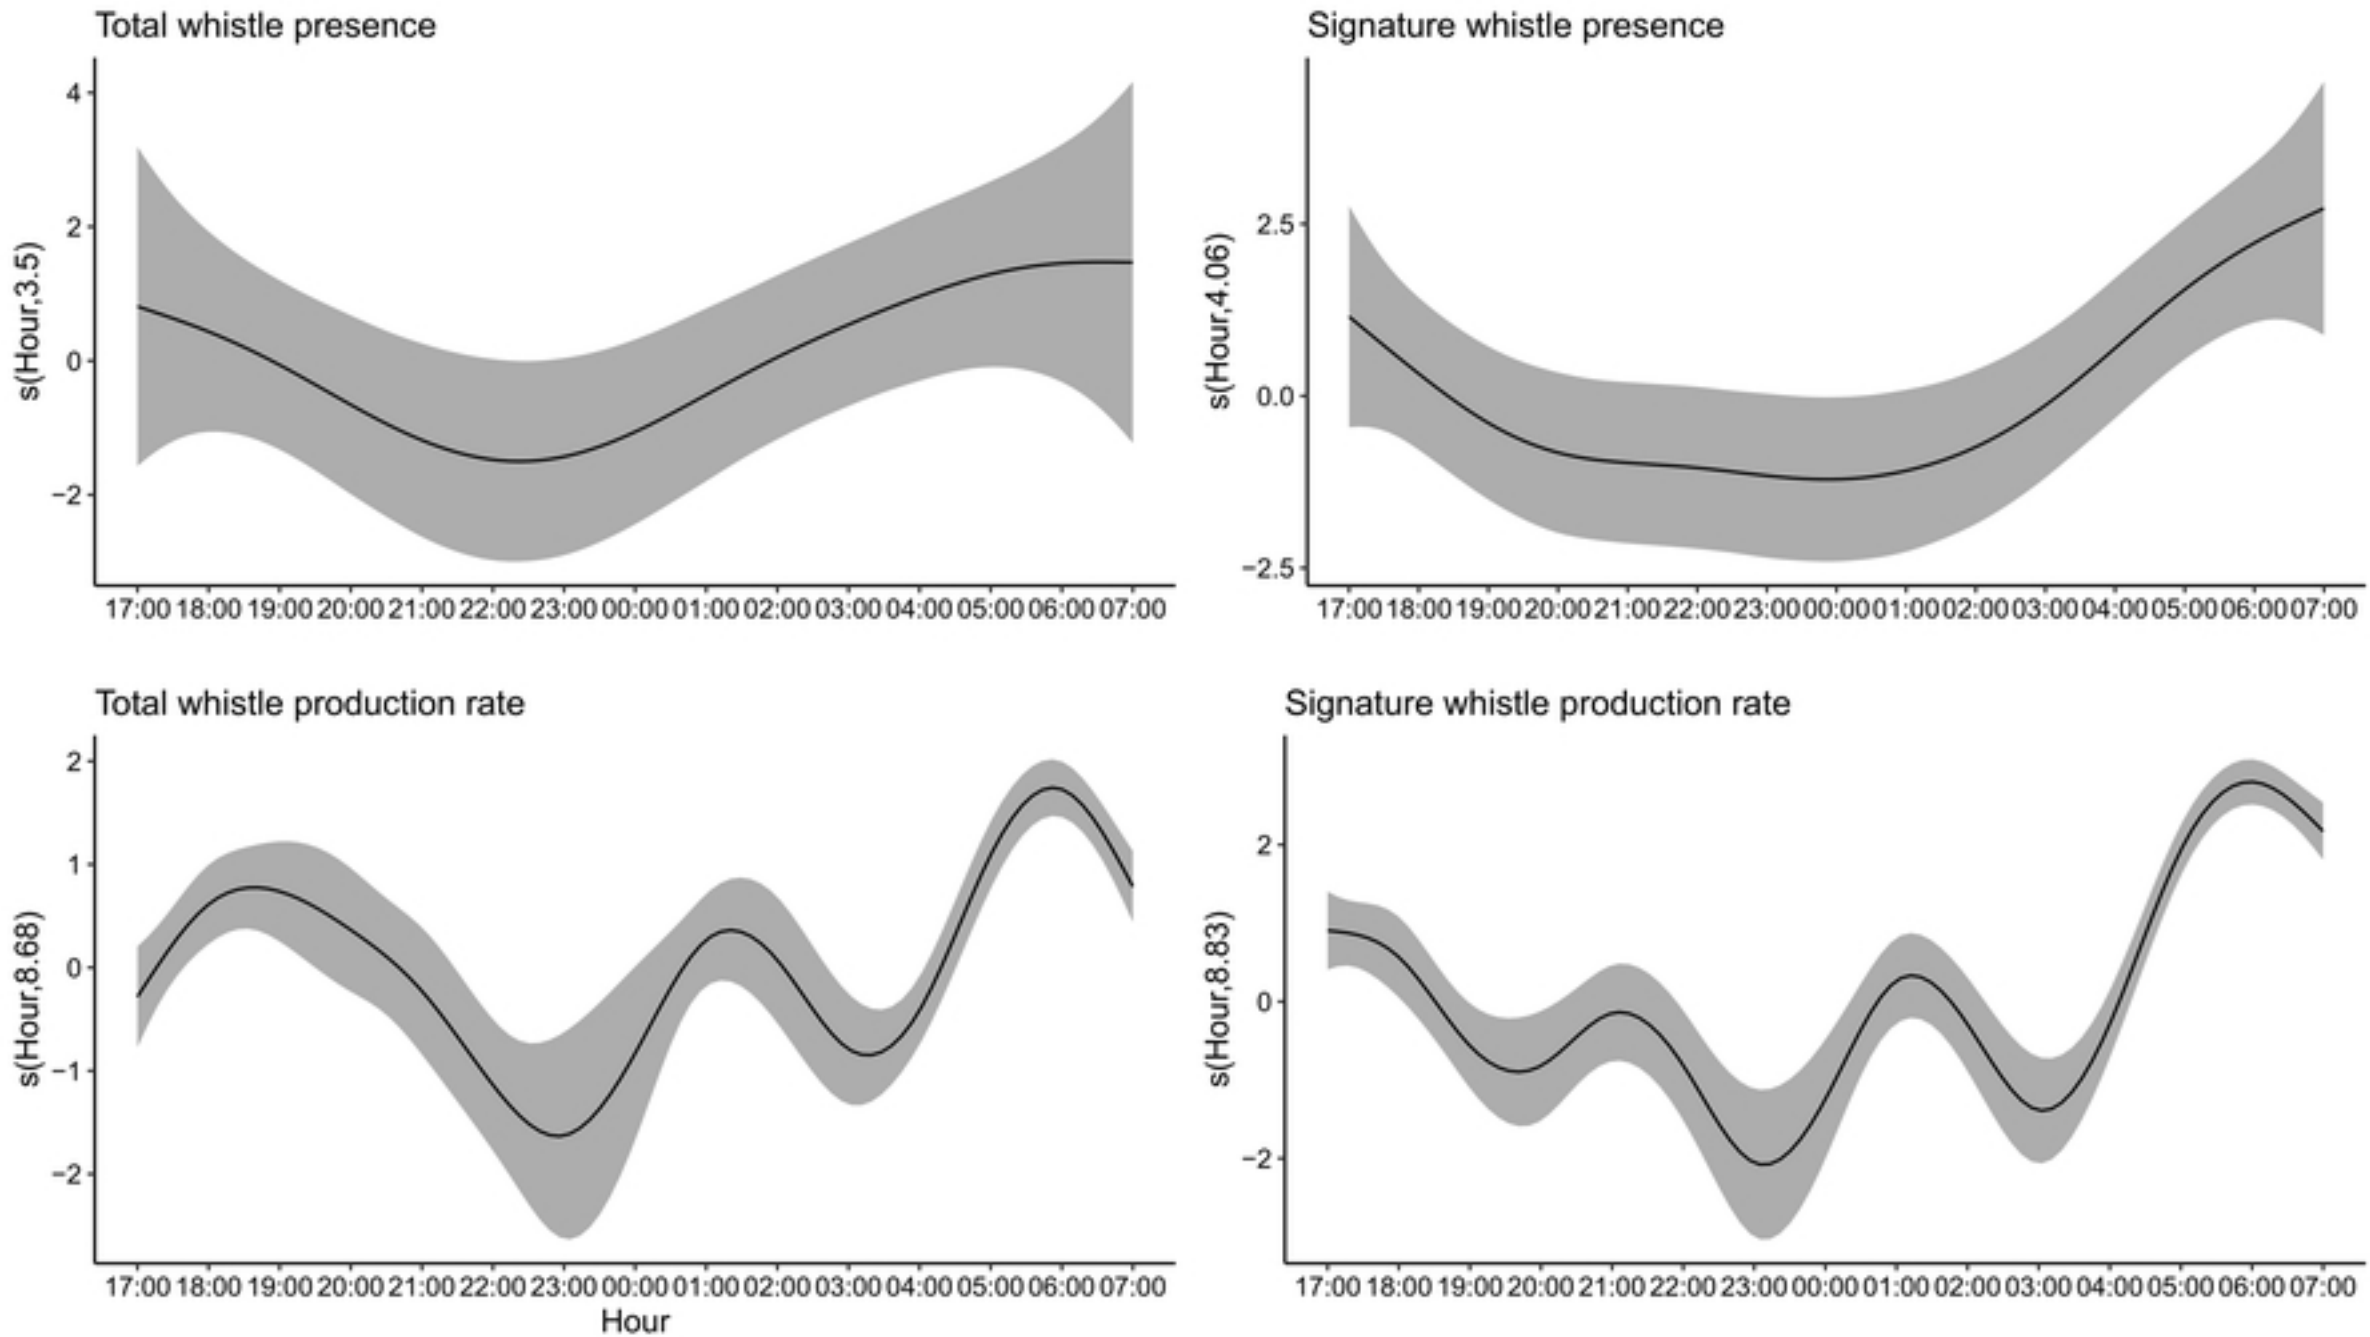 Total whistle presence
4
2
0
−2
s(Hour,3.5)
17:00 18:00 19:00 20:00 21:00 22:00 23:00 00:00 01:00 02:00 03:00 04:00 05:00 06:00 07:00
Signature whistle presence
2.5
0.0
−2.5
s(Hour,4.06)
17:00 18:00 19:00 20:00 21:00 22:00 23:00 00:00 01:00 02:00 03:00 04:00 05:00 06:00 07:00
Total whistle production rate
2
1
0
−1
−2
s(Hour,8.68)
17:00 18:00 19:00 20:00 21:00 22:00 23:00 00:00 01:00 02:00 03:00 04:00 05:00 06:00 07:00
Hour
Signature whistle production rate
2
0
−2
s(Hour,8.83)
17:00 18:00 19:00 20:00 21:00 22:00 23:00 00:00 01:00 02:00 03:00 04:00 05:00 06:00 07:00